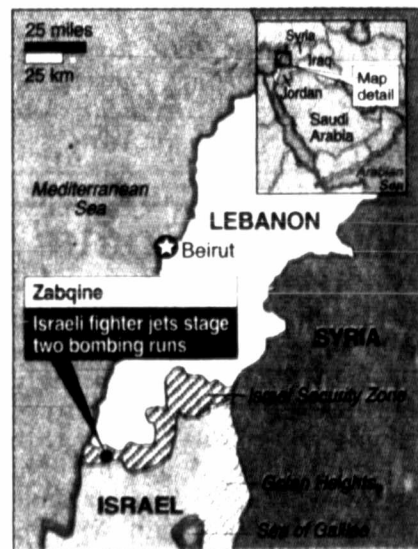 25 miles
25 km
Syria
Iraq
Map
detail
Jordan
Saudi
Arabia
Arabian
Sea
Mediterranean
Sea
LEBANON
Beirut
Zabqine
Israeli fighter jets stage
two bombing runs
SYRIA
Israel Security Zone
Golan Heights
ISRAEL
Sea of Galilee